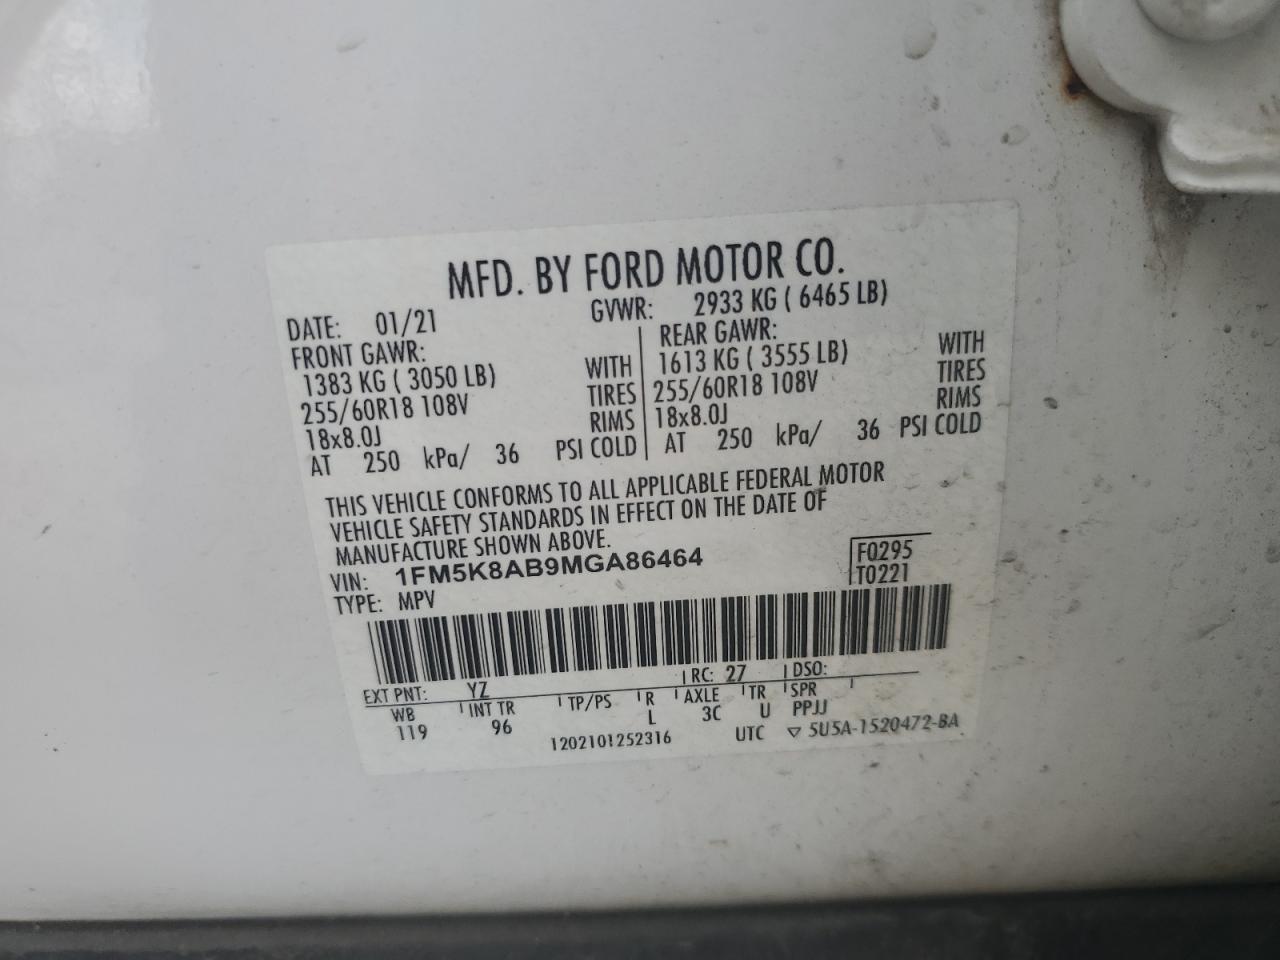 MFD. BY FORD MOTOR CO.
DATE: 01/21 GVWR: 2933 KG ( 6465 LB)
FRONT GAWR: REAR GAWR:
1383 KG ( 3050 LB) WITH 1613 KG ( 3555 LB) WITH
255/60R18 108V TIRES 255/60R18 108V TIRES
18x8.0J RIMS 18x8.0J RIMS
AT 250 kPa/ 36 PSI COLD AT 250 kPa/ 36 PSI COLD
THIS VEHICLE CONFORMS TO ALL APPLICABLE FEDERAL MOTOR
VEHICLE SAFETY STANDARDS IN EFFECT ON THE DATE OF
MANUFACTURE SHOWN ABOVE.
VIN: 1FM5K8AB9MGA86464 F0295
TYPE: MPV T0221
EXT PNT: YZ RC: 27 DSO:
WB INT TR TP/PS R AXLE TR SPR
119 96 L 3C U PPJJ
1202101252316 UTC ▽ 5U5A-1520472-BA